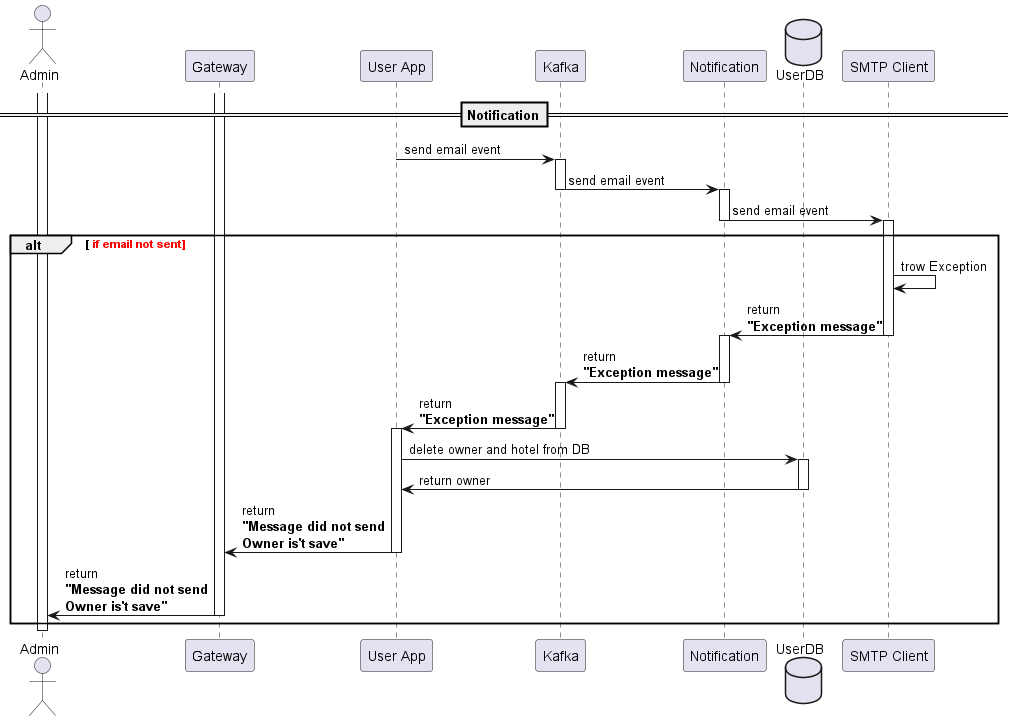 Admin
Gateway
User App
Kafka
Notification
UserDB
SMTP Client
Notification
send email event
send email event
send email event
alt
[ if email not sent]
trow Exception
return
"Exception message"
return
"Exception message"
return
"Exception message"
delete owner and hotel from DB
return owner
return
"Message did not send
Owner is't save"
return
"Message did not send
Owner is't save"
Admin
Gateway
User App
Kafka
Notification
UserDB
SMTP Client